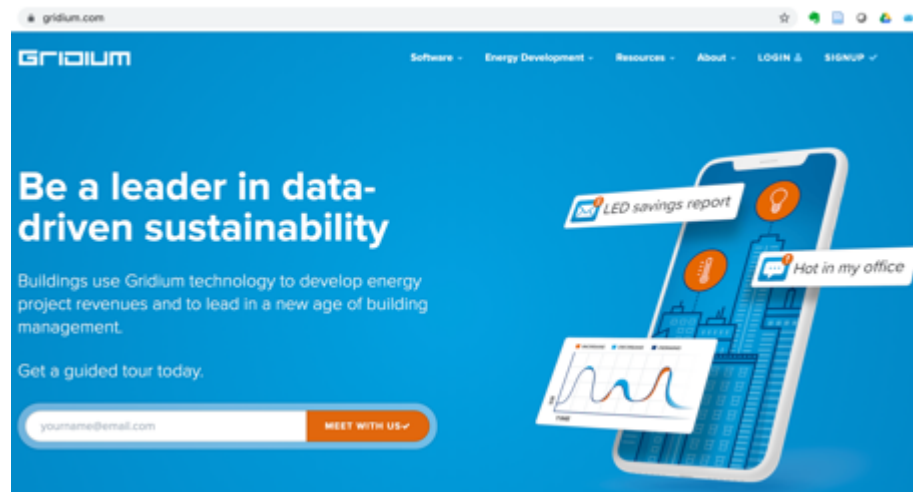 gridium.com
GRIDIUM
Software
Energy Development
Resources
About
LOGIN
SIGNUP
Be a leader in data-
driven sustainability
LED savings report
Hot in my office
Buildings use Gridium technology to develop energy
project revenues and to lead in a new age of building
management.
Get a guided tour today.
yourname@email.com
MEET WITH US
TIME